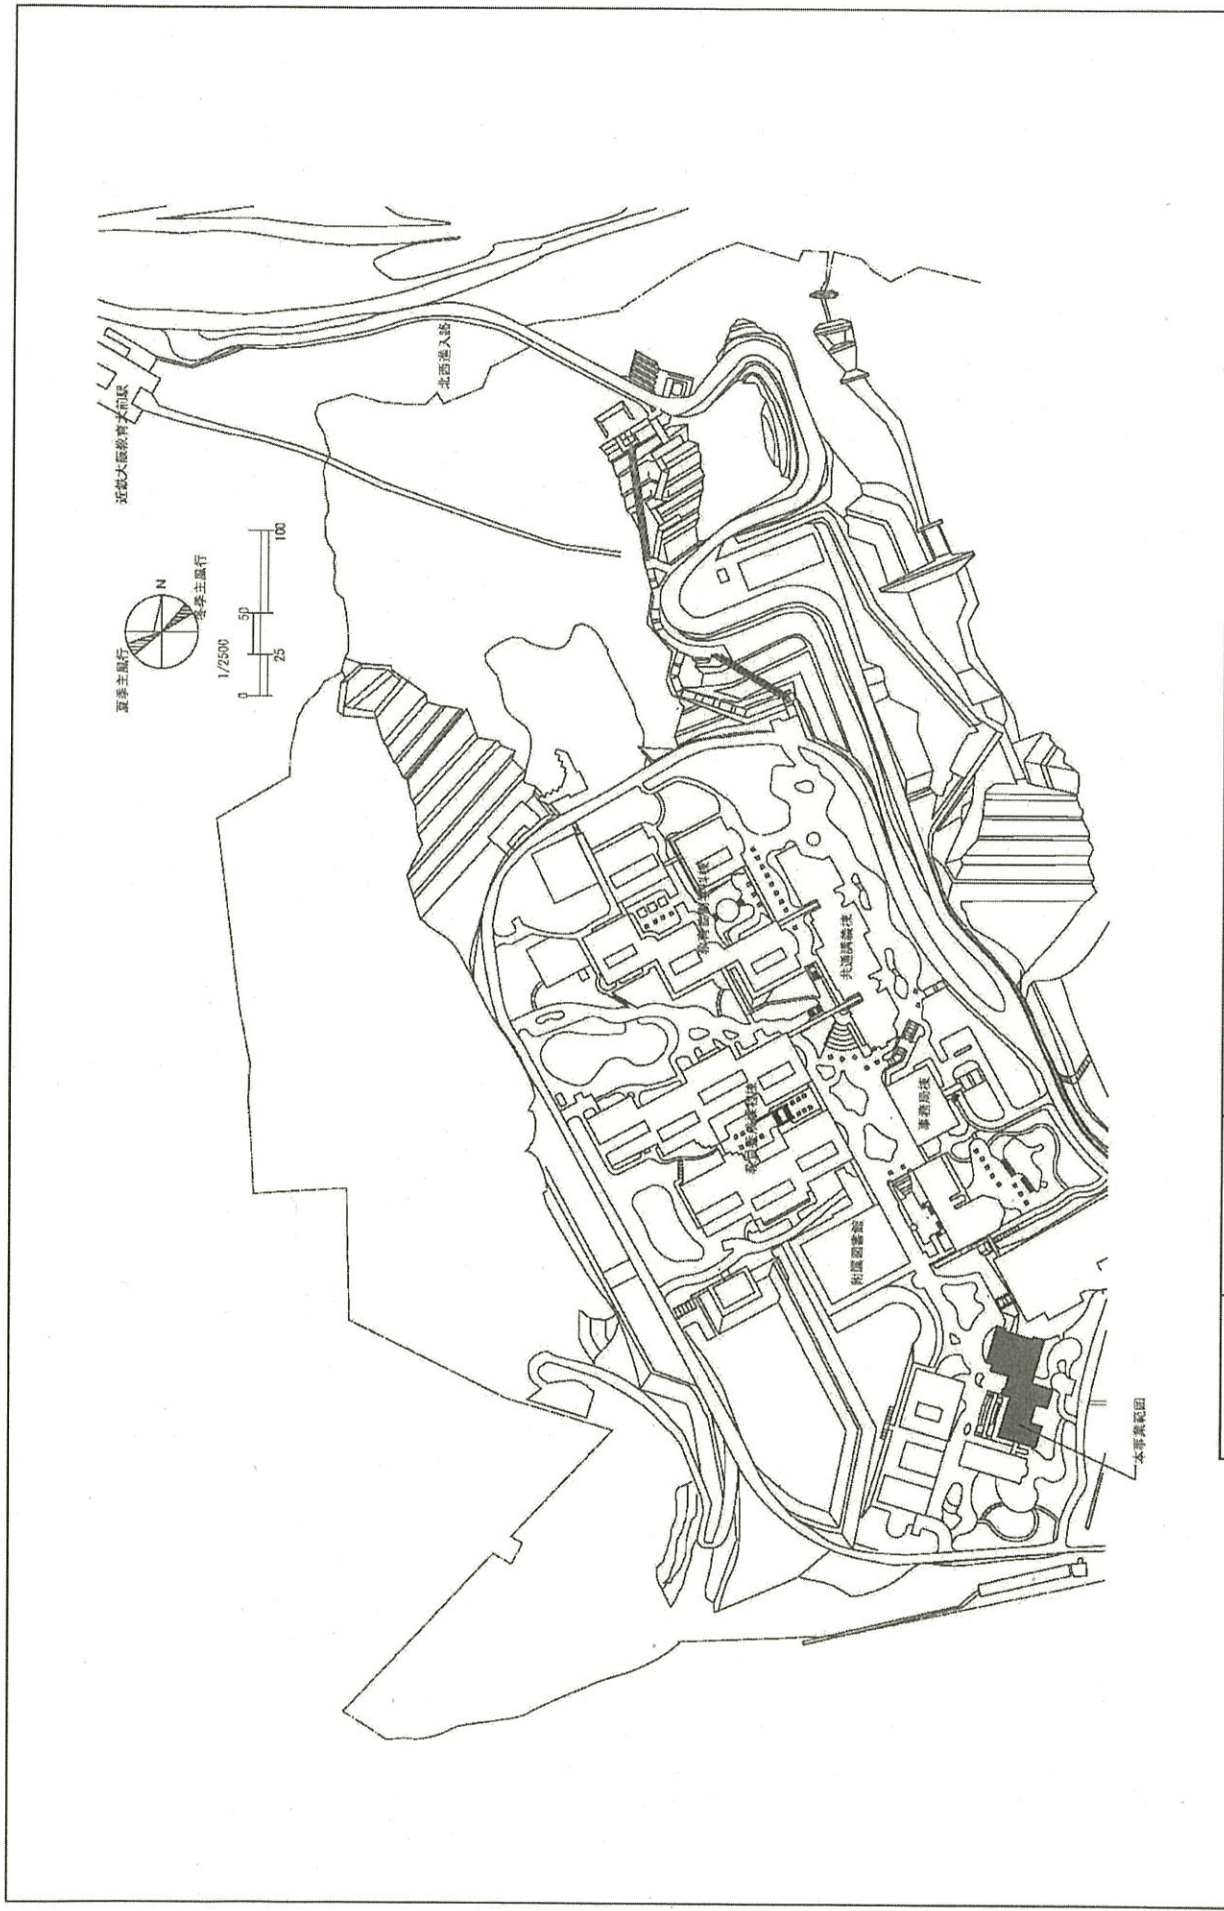 近鉄大阪教育大前駅
北西進入路
夏季主風行
N
冬季主風行
1/2500
0
25
50
100
共通講義棟
事務局棟
附属図書館
本事業範囲